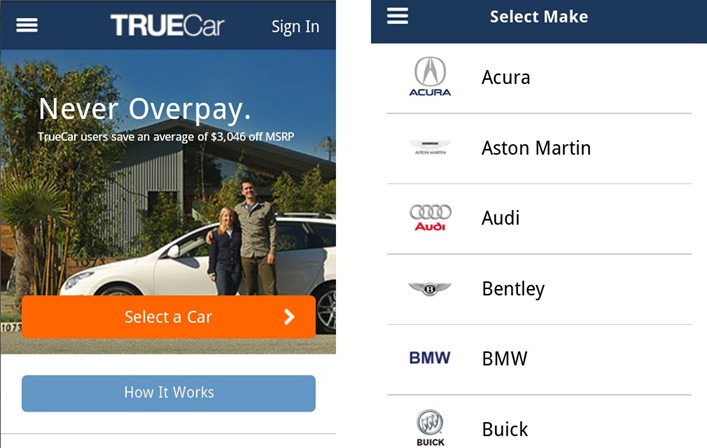 TRUECar
Sign In
Never Overpay.
TrueCar users save an average of $3,046 off MSRP
1073
Select a Car
How It Works
Select Make
ACURA
Acura
ASTON MARTIN
Aston Martin
Audi
Audi
Bentley
BMW
BMW
BUICK
Buick